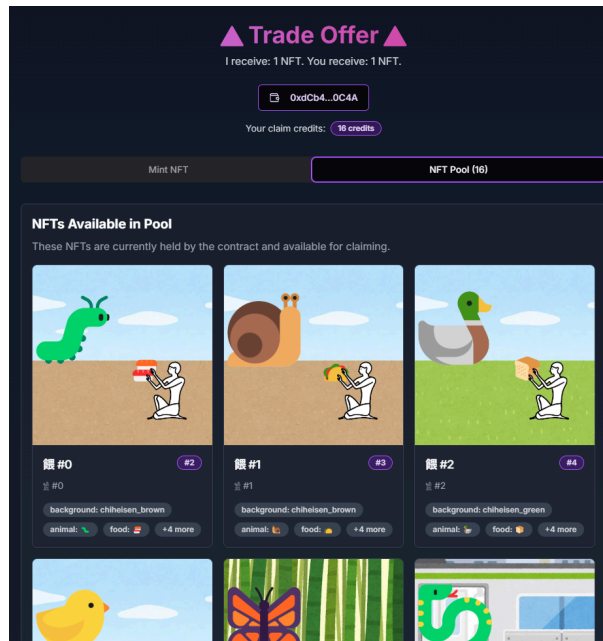 Trade Offer
I receive: 1 NFT. You receive: 1 NFT.
0xdCb4...0C4A
Your claim credits: 16 credits
Mint NFT
NFT Pool (16)
NFTs Available in Pool
These NFTs are currently held by the contract and available for claiming.
餵 #0
#2
#0
background: chiheisen_brown
animal: 🐛
food: 🍣
+4 more
餵 #1
#3
#1
background: chiheisen_brown
animal: 🐌
food: 🌮
+4 more
餵 #2
#4
#2
background: chiheisen_green
animal: 🦆
food: 🍞
+4 more